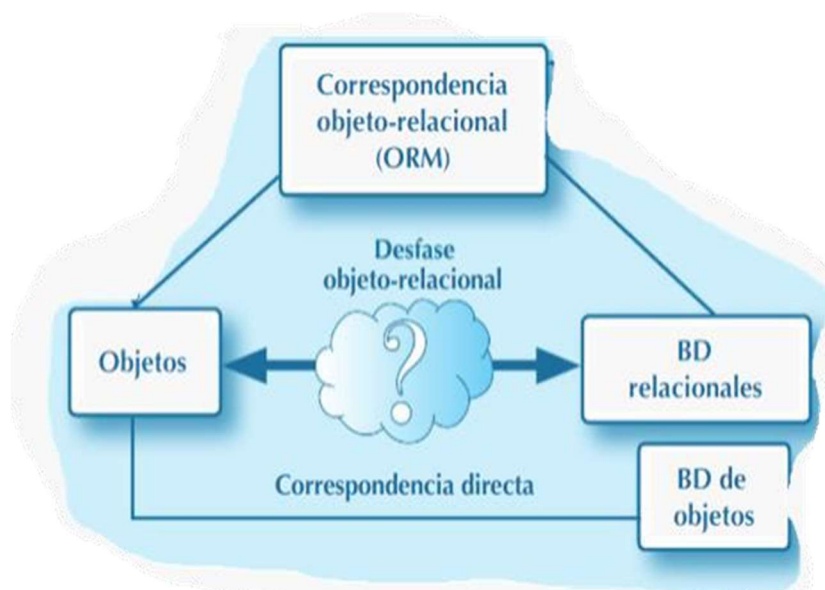 Correspondencia
objeto-relacional
(ORM)
Desfase
objeto-relacional
Objetos
?
BD
relacionales
Correspondencia directa
BD de
objetos